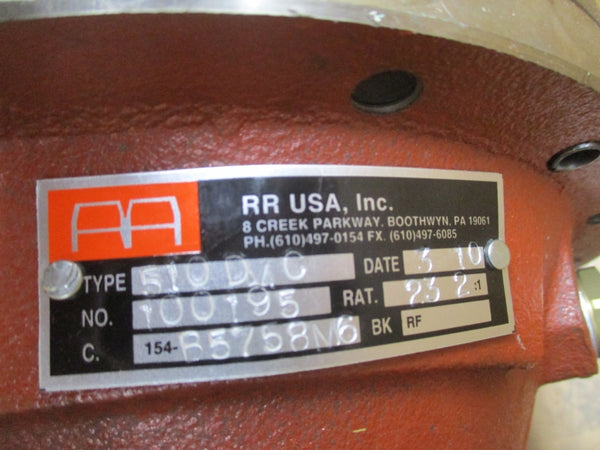 RR USA, Inc.
8 CREEK PARKWAY. BOOTHWYN, PA 19061
PH.(610)497-0154 FX. (610)497-6085
TYPE 510 D/C DATE 3 10
NO. 100195 RAT. 23 2 :1
C. 154-B5758M6 BK RF